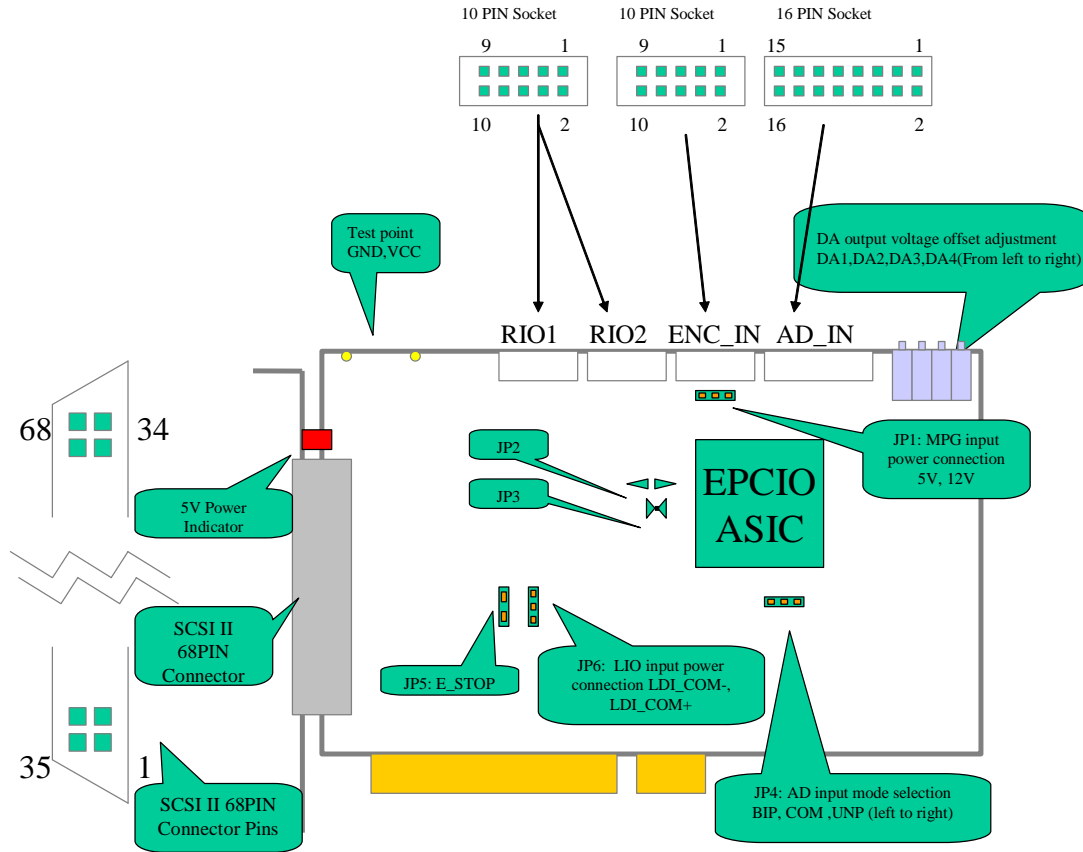 10 PIN Socket
10 PIN Socket
16 PIN Socket
9 1
9 1
15 1
10 2
10 2
16 2
Test point
GND,VCC
DA output voltage offset adjustment
DA1,DA2,DA3,DA4(From left to right)
RIO1 RIO2 ENC_IN AD_IN
68 34
JP2
JP3
EPCIO
ASIC
JP1: MPG input
power connection
5V, 12V
5V Power
Indicator
SCSI II
68PIN
Connector
JP5: E_STOP
JP6: LIO input power
connection LDI_COM-,
LDI_COM+
35 1
SCSI II 68PIN
Connector Pins
JP4: AD input mode selection
BIP, COM ,UNP (left to right)